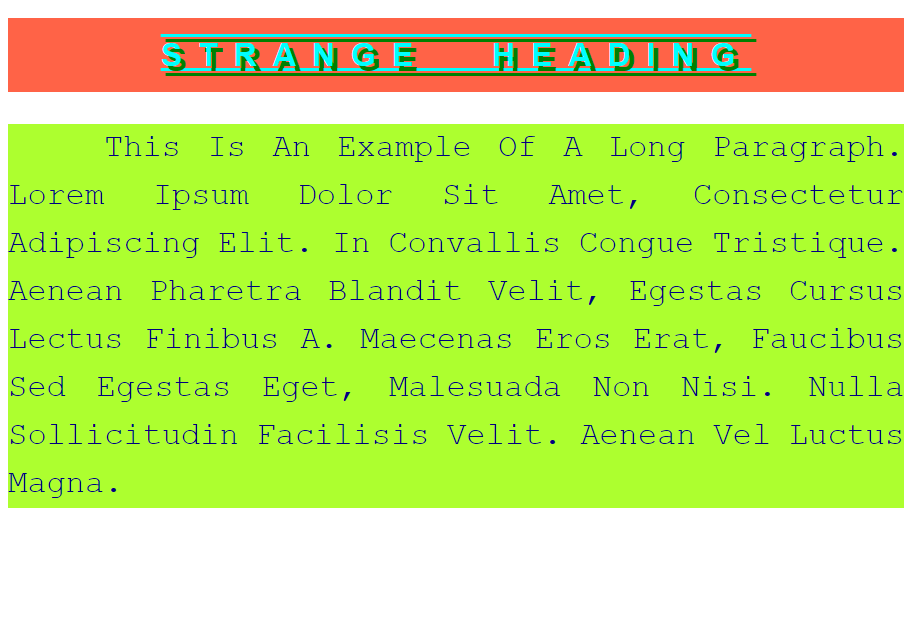 STRANGE HEADING
This Is An Example Of A Long Paragraph.
Lorem Ipsum Dolor Sit Amet, Consectetur
Adipiscing Elit. In Convallis Congue Tristique.
Aenean Pharetra Blandit Velit, Egestas Cursus
Lectus Finibus A. Maecenas Eros Erat, Faucibus
Sed Egestas Eget, Malesuada Non Nisi. Nulla
Sollicitudin Facilisis Velit. Aenean Vel Luctus
Magna.